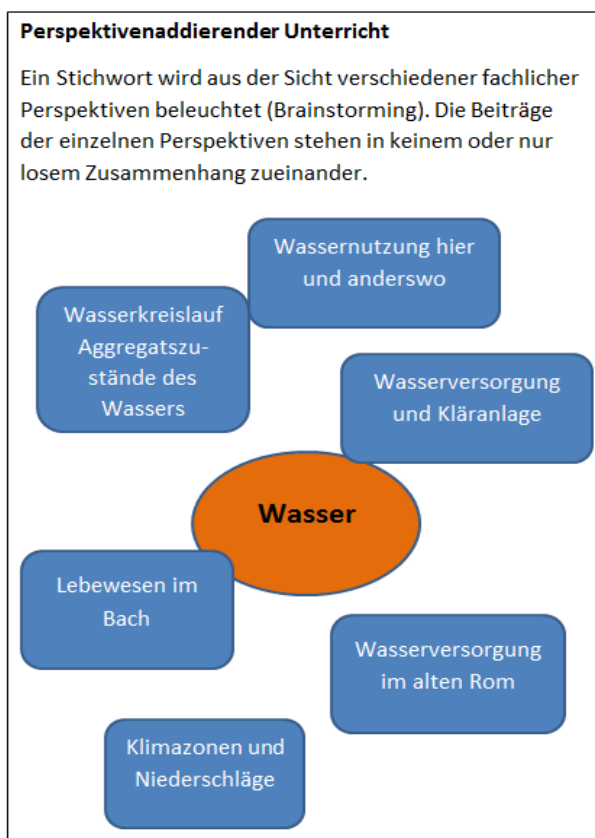 Perspektivenaddierender Unterricht
Ein Stichwort wird aus der Sicht verschiedener fachlicher
Perspektiven beleuchtet (Brainstorming). Die Beiträge
der einzelnen Perspektiven stehen in keinem oder nur
losem Zusammenhang zueinander.
Wassernutzung hier
und anderswo
Wasserkreislauf
Aggregatszu-
stände des
Wassers
Wasserversorgung
und Kläranlage
Wasser
Lebewesen im
Bach
Wasserversorgung
im alten Rom
Klimazonen und
Niederschläge